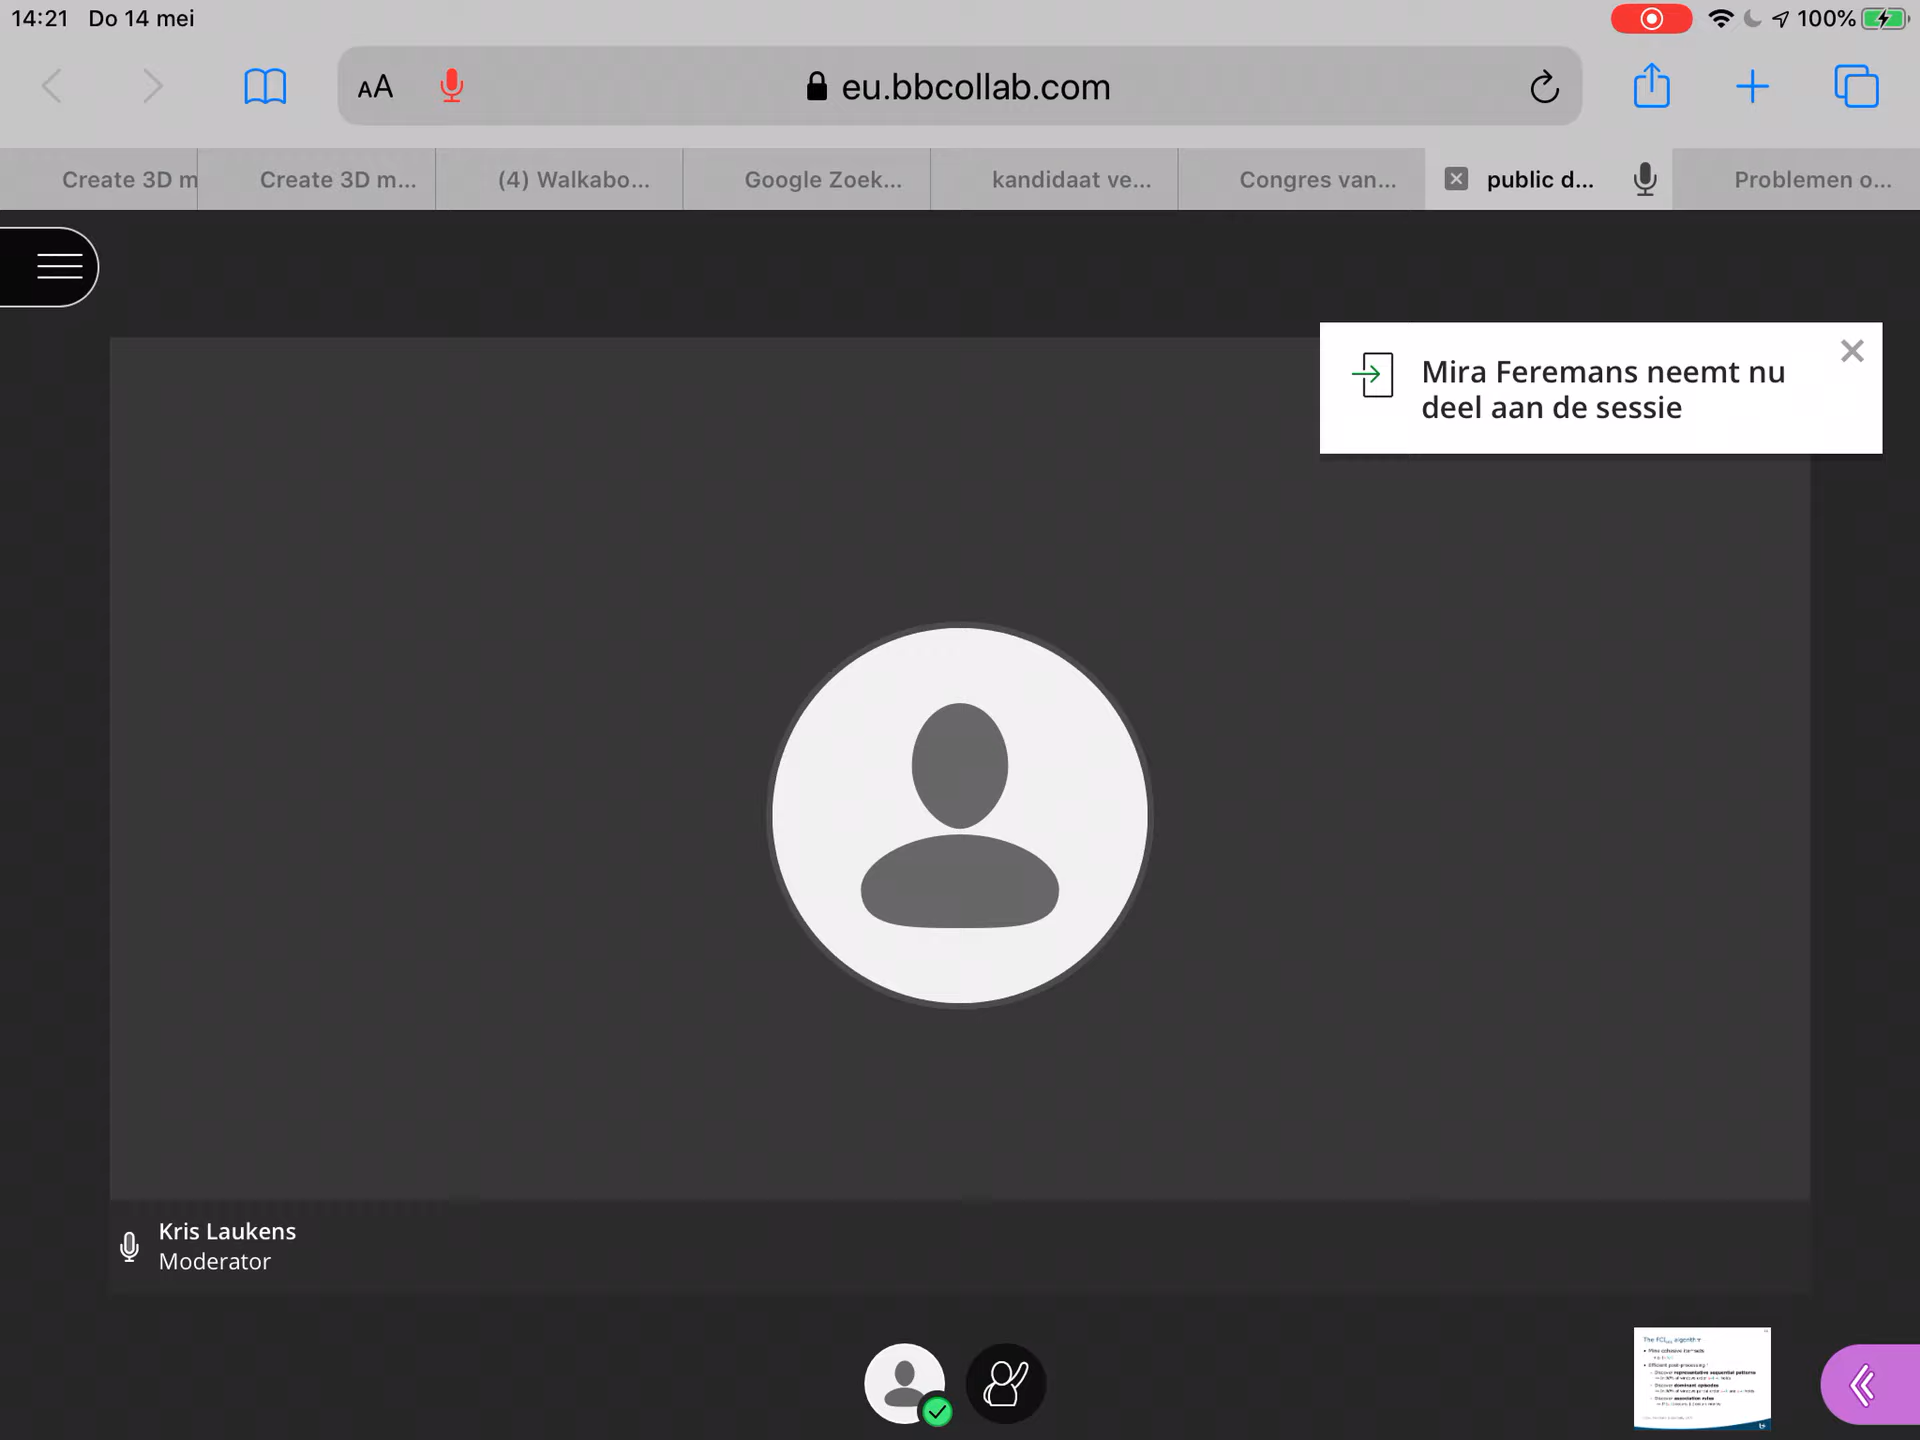 14:21 Do 14 mei
100%
AA
eu.bbcollab.com
Create 3D m
Create 3D m...
(4) Walkabo...
Google Zoek...
kandidaat ve...
Congres van...
public d...
Problemen o...
Mira Feremans neemt nu
deel aan de sessie
Kris Laukens
Moderator